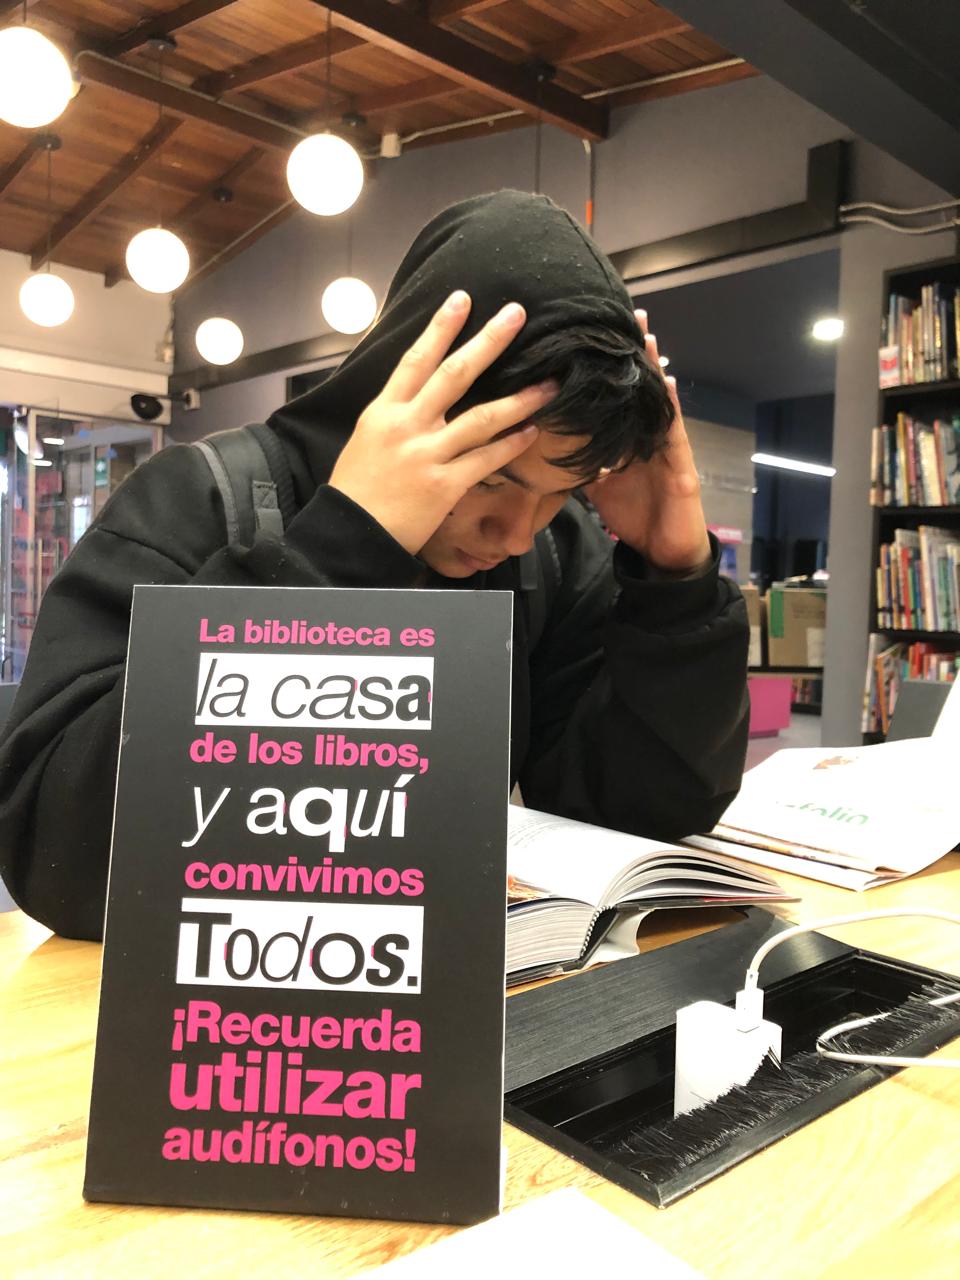 La biblioteca es
la casa
de los libros,
y aquí
convivimos
Todos.
¡Recuerda
utilizar
audífonos!